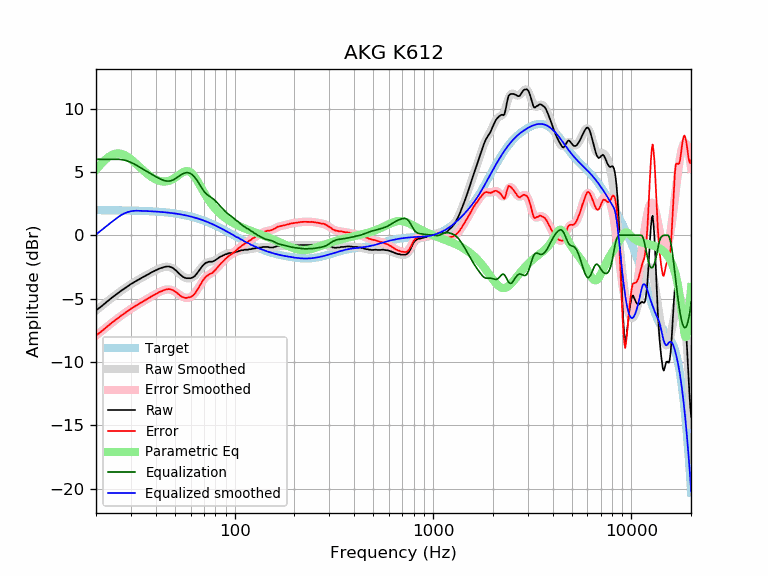 AKG K612
Amplitude (dBr)
10
5
0
−5
−10
−15
−20
Target
Raw Smoothed
Error Smoothed
Raw
Error
Parametric Eq
Equalization
Equalized smoothed
100
1000
10000
Frequency (Hz)